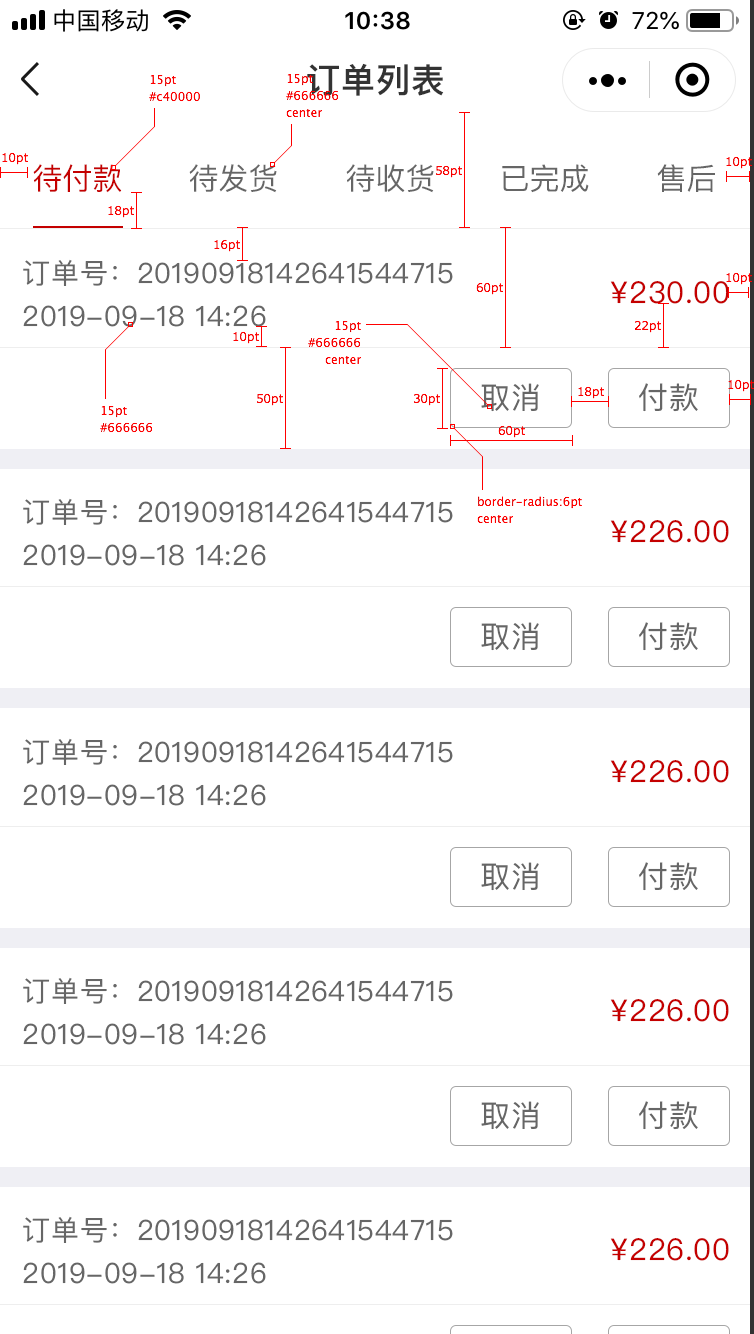 中国移动 10:38 72%
订单列表
15pt
#c40000
15pt
#666666
center
10pt
待付款 待发货 待收货 已完成 售后
58pt
10pt
18pt
16pt
订单号：20190918142641544715
2019-09-18 14:26
¥230.00
60pt
10pt
22pt
10pt
15pt
#666666
center
15pt
#666666
50pt
30pt
取消 付款
18pt
10pt
60pt
border-radius:6pt
center
订单号：20190918142641544715
2019-09-18 14:26
¥226.00
取消 付款
订单号：20190918142641544715
2019-09-18 14:26
¥226.00
取消 付款
订单号：20190918142641544715
2019-09-18 14:26
¥226.00
取消 付款
订单号：20190918142641544715
2019-09-18 14:26
¥226.00